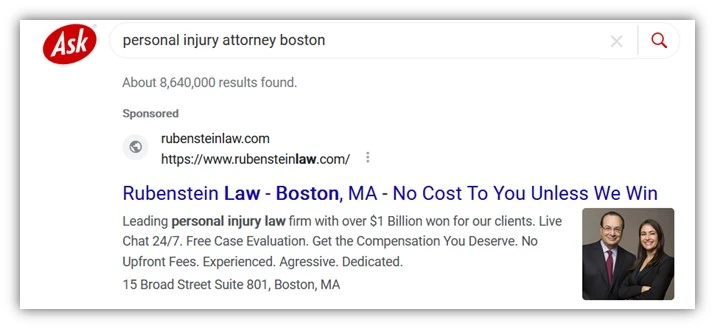 Ask
personal injury attorney boston
About 8,640,000 results found.
Sponsored
rubensteinlaw.com
https://www.rubensteinlaw.com/
Rubenstein Law - Boston, MA - No Cost To You Unless We Win
Leading personal injury law firm with over $1 Billion won for our clients. Live
Chat 24/7. Free Case Evaluation. Get the Compensation You Deserve. No
Upfront Fees. Experienced. Agressive. Dedicated.
15 Broad Street Suite 801, Boston, MA